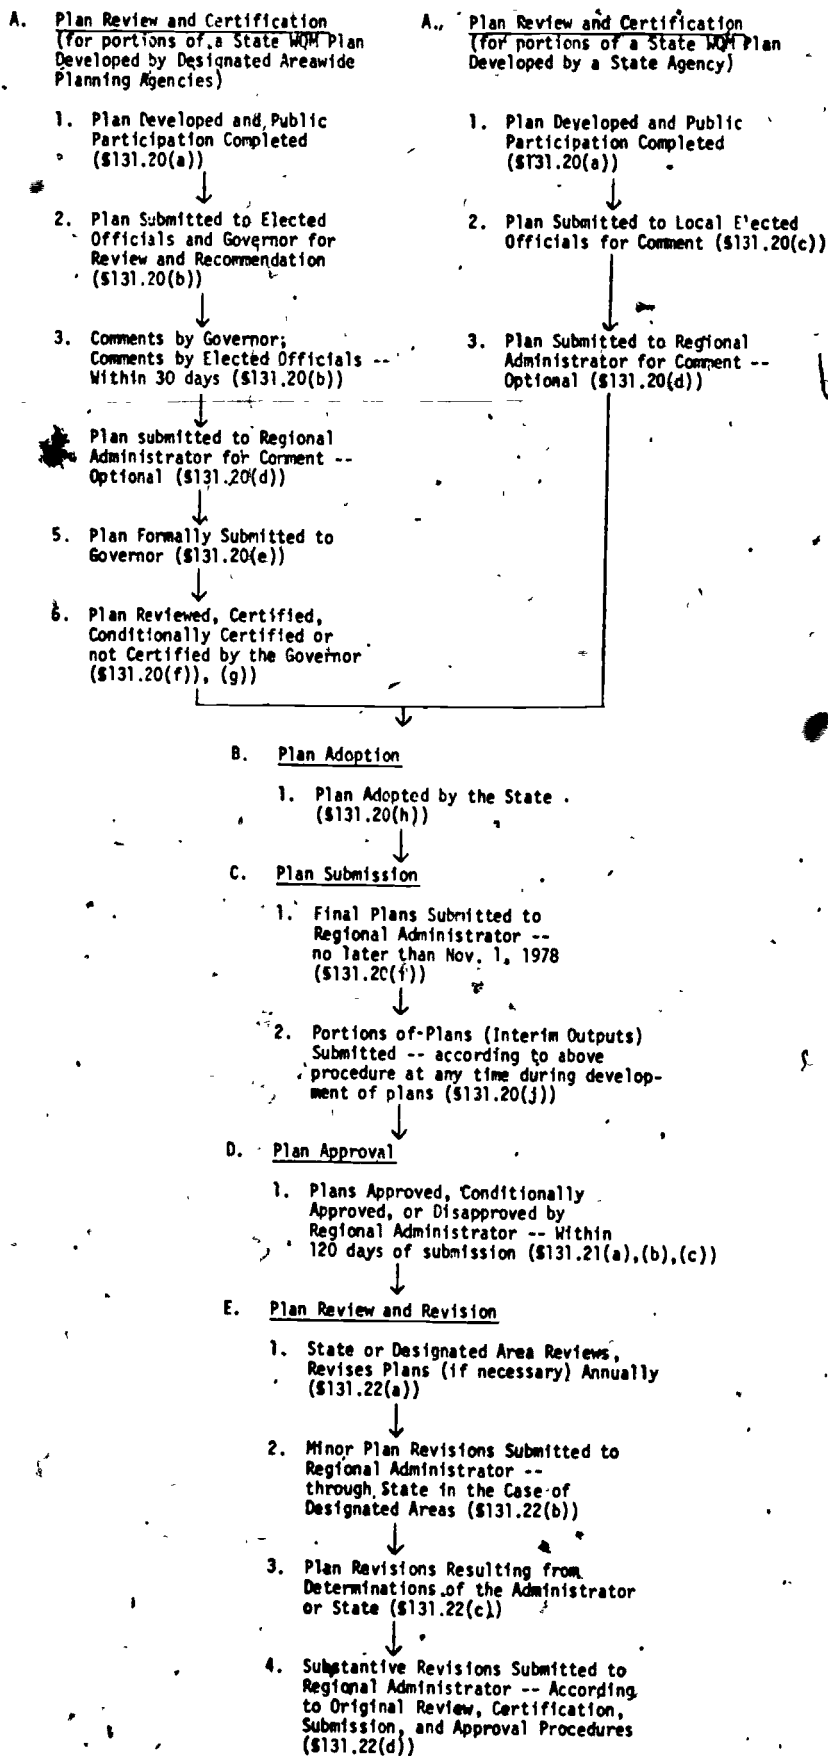 A. Plan Review and Certification
(for portions of a State WQM Plan
Developed by Designated Areawide
Planning Agencies)
1. Plan Developed and Public
Participation Completed
($131.20(a))
2. Plan Submitted to Elected
Officials and Governor for
Review and Recommendation
($131.20(b))
3. Comments by Governor;
Comments by Elected Officials --
Within 30 days ($131.20(b))
Plan submitted to Regional
Administrator for Comment --
Optional ($131.20(d))
5. Plan Formally Submitted to
Governor ($131.20(e))
6. Plan Reviewed, Certified,
Conditionally Certified or
not Certified by the Governor
($131.20(f)), (g))
A. Plan Review and Certification
(for portions of a State WQM Plan
Developed by a State Agency)
1. Plan Developed and Public
Participation Completed
($131.20(a))
2. Plan Submitted to Local E'ected
Officials for Comment ($131.20(c))
3. Plan Submitted to Regional
Administrator for Comment --
Optional ($131.20(d))
B. Plan Adoption
1. Plan Adopted by the State
($131.20(h))
C. Plan Submission
1. Final Plans Submitted to
Regional Administrator --
no later than Nov. 1, 1978
($131.20(f))
2. Portions of Plans (Interim Outputs)
Submitted -- according to above
procedure at any time during develop-
ment of plans ($131.20(j))
D. Plan Approval
1. Plans Approved, Conditionally
Approved, or Disapproved by
Regional Administrator -- Within
120 days of submission ($131.21(a),(b),(c))
E. Plan Review and Revision
1. State or Designated Area Reviews,
Revises Plans (if necessary) Annually
($131.22(a))
2. Minor Plan Revisions Submitted to
Regional Administrator --
through State in the Case of
Designated Areas ($131.22(b))
3. Plan Revisions Resulting from
Determinations of the Administrator
or State ($131.22(c))
4. Substantive Revisions Submitted to
Regional Administrator -- According
to Original Review, Certification,
Submission, and Approval Procedures
($131.22(d))